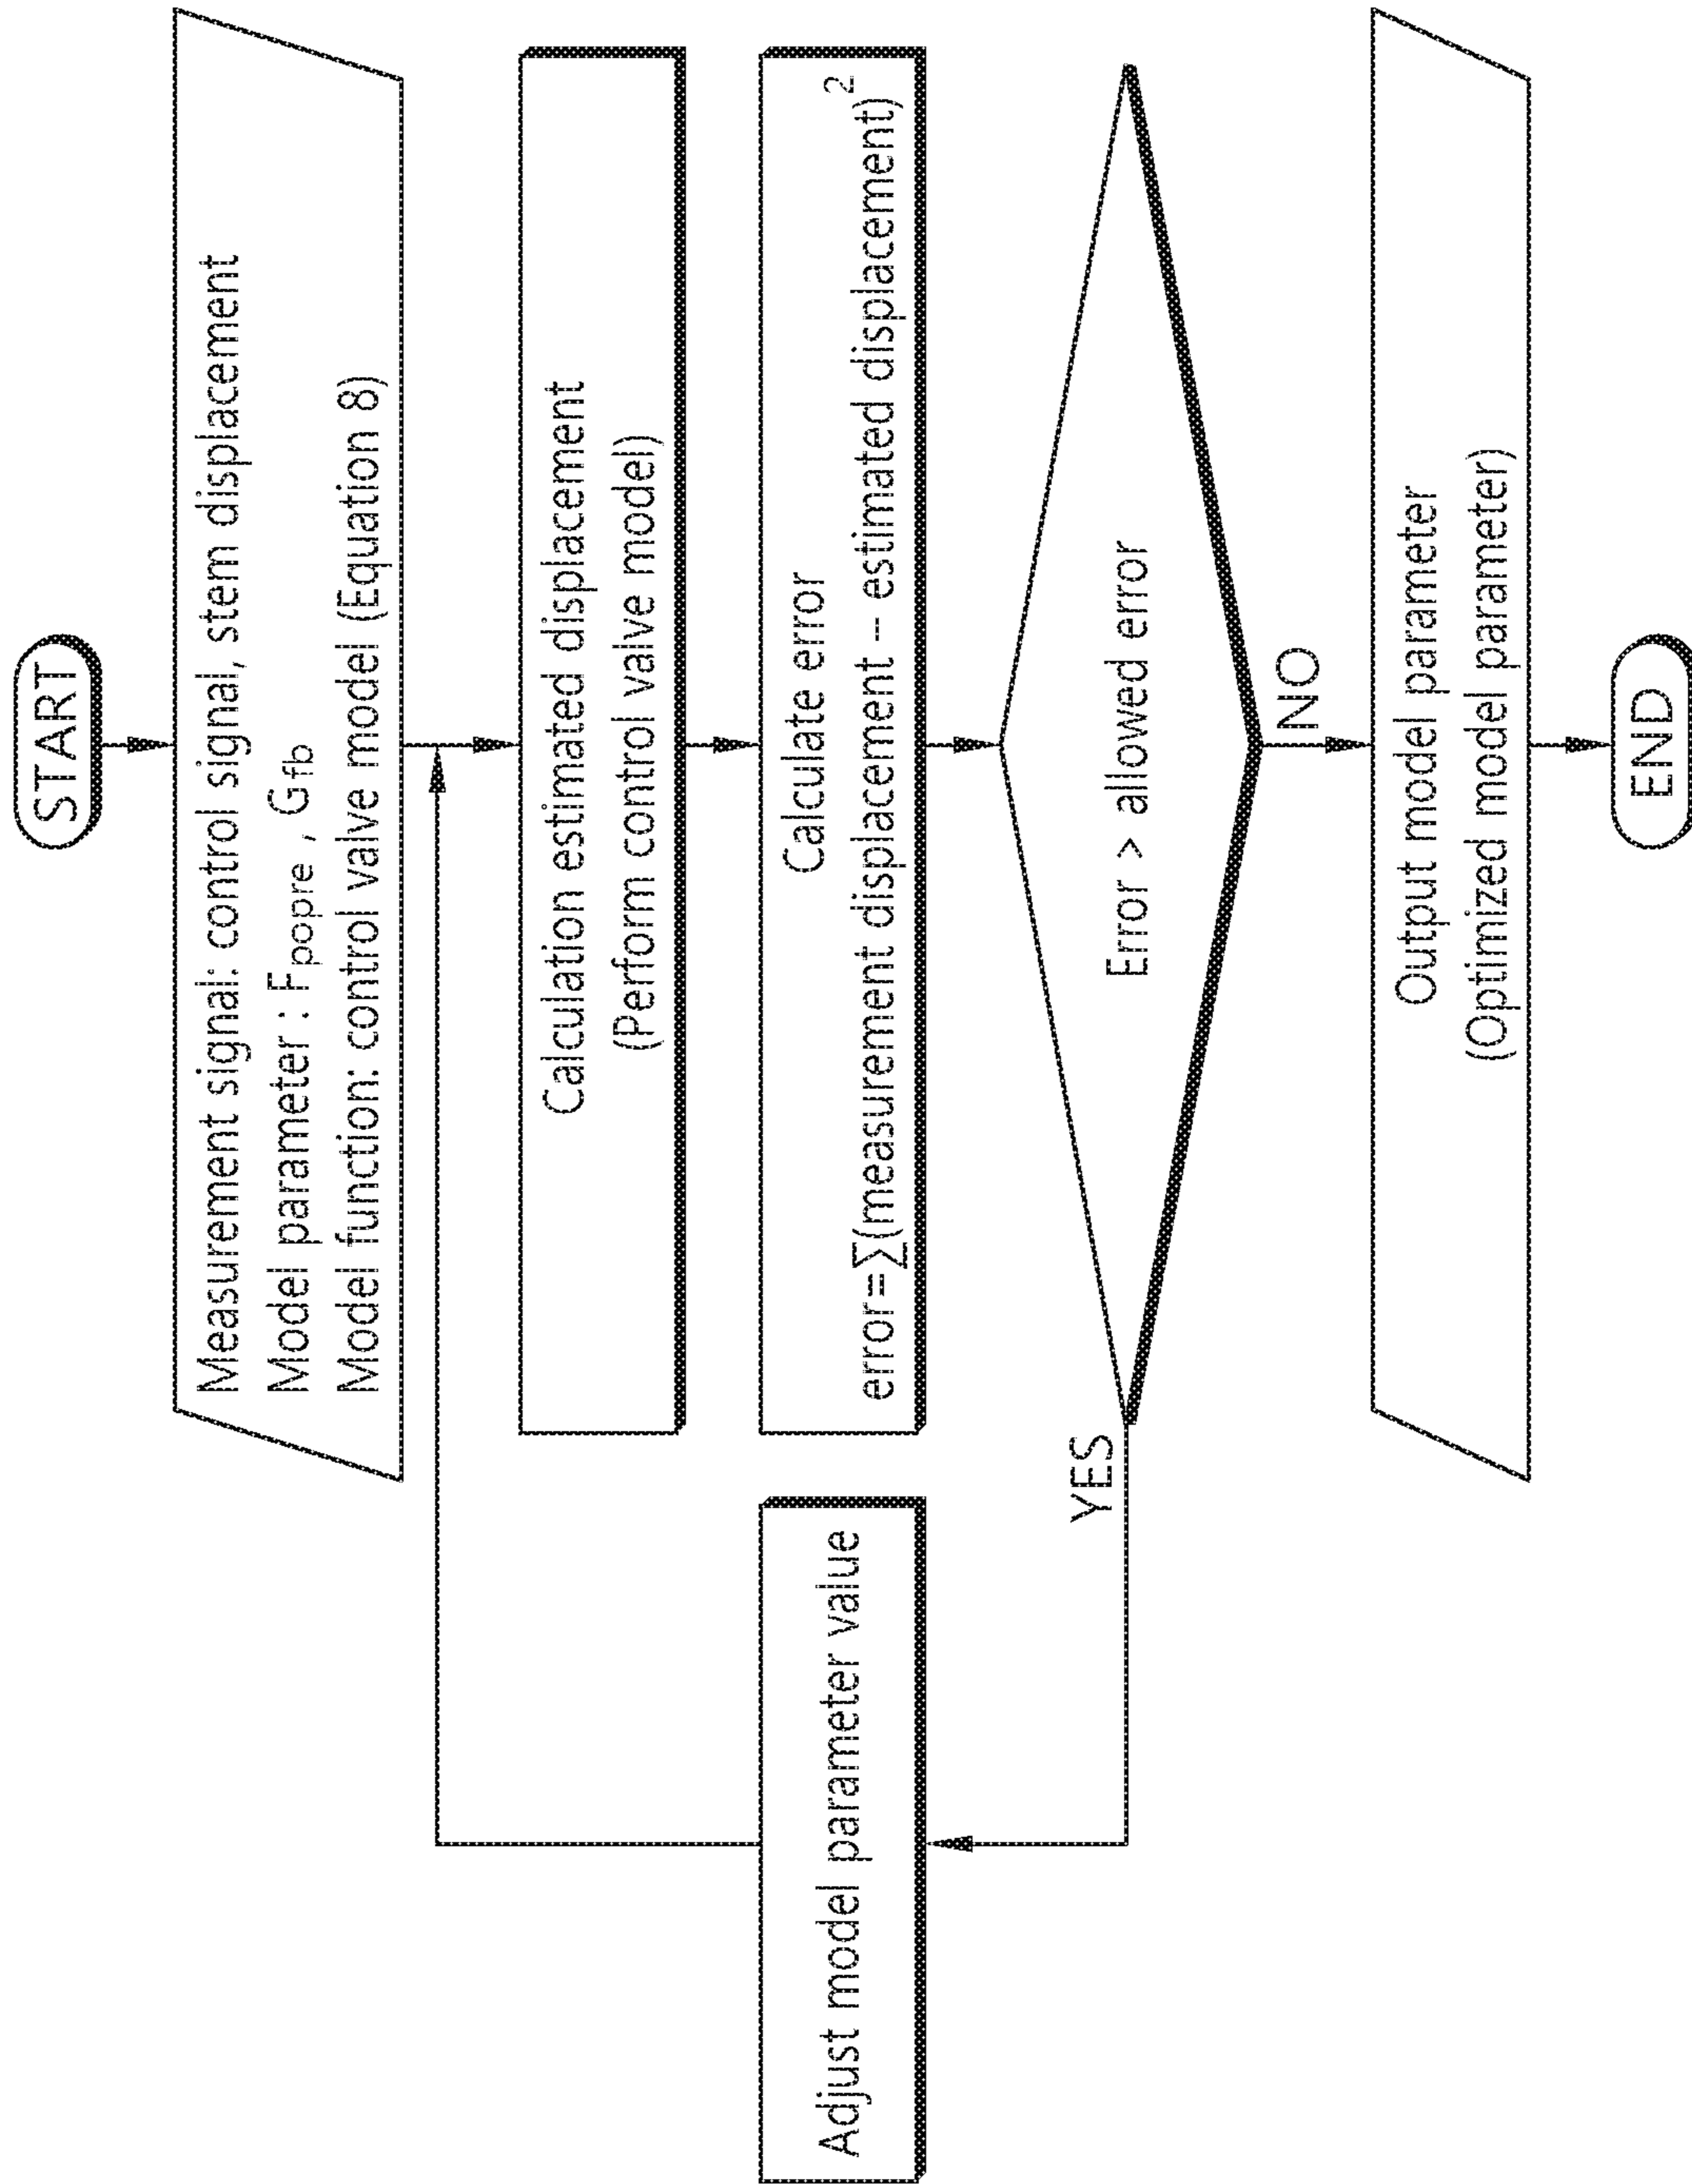 START
Measurement signal: control signal, stem displacement
Model parameter : Fpopre , Gfb
Model function: control valve model (Equation 8)
Calculation estimated displacement
(Perform control valve model)
Calculate error
error=∑(measurement displacement – estimated displacement)²
Error > allowed error
YES
Adjust model parameter value
NO
Output model parameter
(Optimized model parameter)
END